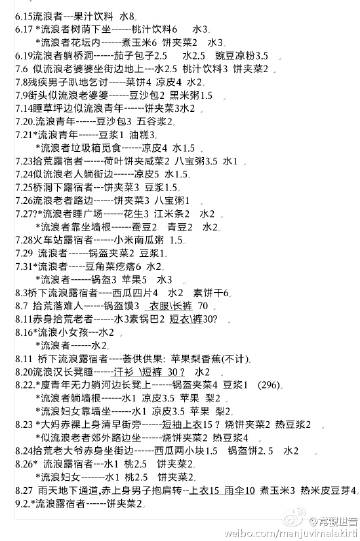 6.15流浪者---果汁饮料 水8。
6.17 *流浪者树荫下坐------桃汁饮料6 水3。
*流浪者花坛内------煮玉米6 饼夹菜2 水3。
6.19流浪者躺桥洞------茄子包子2.5 水2.5 豌豆凉粉3.5。
7.6 似流浪老婆婆坐街边地上---水2.5 桃汁饮料3 饼夹菜2。
7.8残疾男子趴地乞讨-----菜饼4 凉皮4 水2。
7.9街头似流浪老婆婆------豆沙包2 黑米粥1.5。
7.14睡草坪边似流浪青年------饼夹菜3水2
7.20.流浪青年------豆沙包3 五谷浆2。
7.21*流浪青年------豆浆1 油糕3.
*流浪者垃圾箱觅食------凉皮4 水1.5。
7.23拾荒露宿者------荷叶饼夹咸菜2 八宝粥3.5 水1
7.24似流浪老人躺街边------凉皮5 水1.5.
7.25桥洞下露宿者---饼夹菜3 豆浆1.5。
7.26流浪老者路边------饼夹菜3 八宝粥1
7.27?*流浪者睡广场------花生3 江米条2 水2
*流浪者靠坐墙根------蚕豆2 青豆2 水2。
7.28火车站露宿者------小米南瓜粥 1.5.
7.29 流浪者------锅盔夹菜2 豆浆1.
7.31*流浪者-----豆角菜疙瘩6 水2.
*流浪者------锅盔3 苹果5 水3
8.3桥下流浪露宿者----西瓜四片4 水2 素饼干6。
8.7 拾荒落难人------锅盔馍3 衣服\长裤 70
8.11赤身拾荒老者------水3素锅巴2 短衣\裤30?
8.16*流浪者------水2
*流浪小女孩---水2
*流浪者------水2.
8.11 桥下流浪露宿者---荟供供果: 苹果梨香蕉(不计).
8.20流浪汉长凳睡-----汗衫 \短裤 30 ? 水2
8.22.*廋青年无力躺河边长凳上-----锅盔夹菜4 豆浆1 (296).
*流浪者躺墙根------水1 凉皮3.5 苹果 梨2.
*流浪妇女靠墙坐------水1 凉皮3.5 苹果 梨2。
8.23 *大妈裸上身清早街旁------短袖上衣15 ? 烧饼夹菜2 热豆浆2
*似流浪老者郊外路边坐------烧饼夹菜2 热豆浆4
8.24拾荒老大爷赤身坐街边------西瓜两小块1.5 锅盔饼2.5 水2
8.26* 流浪露宿者---水1 桃2.5 饼夹菜2.
*流浪妇女-------水1 桃2.5 饼夹菜2.
8.27 雨天地下通道,赤上身男子抱肩转--上衣15 雨伞10 煮玉米3 热米皮豆芽4
9.2.*流浪露宿者------饼夹菜2.
weibo.com/manjuvimalakirti